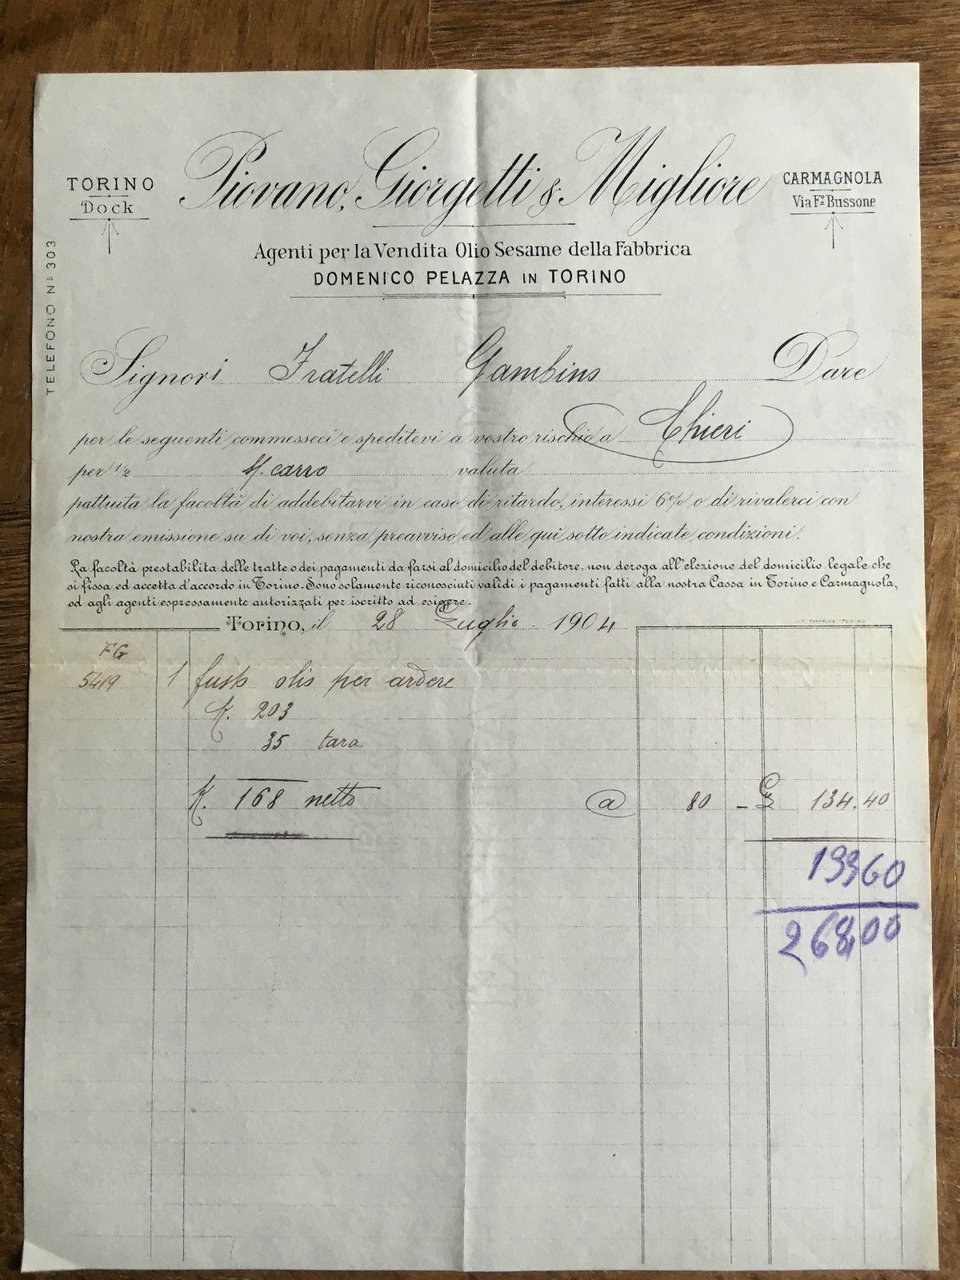 TORINO
Dock
Piovano, Giorgetti & Migliore
CARMAGNOLA
Via F.º Bussone
TELEFONO Nº 303
Agenti per la Vendita Olio Sesame della Fabbrica
DOMENICO PELAZZA IN TORINO
Signori Fratelli Gambino Dare
per le seguenti commesseci e speditevi a vostro rischio a Chieri
per ½ carro valuta
pattuita la facoltà di addebitarvi in caso di ritardo, interessi 6% o di rivalerci con
nostra emissione su di voi, senza preavviso ed alle qui sotto indicate condizioni.
La facoltà prestabilita delle tratte o dei pagamenti da farsi al domicilio del debitore, non deroga all'elezione del domicilio legale che
si fissa ed accetta d'accordo in Torino. Sono solamente riconosciuti validi i pagamenti fatti alla nostra Cassa in Torino e Carmagnola,
od agli agenti espressamente autorizzati per iscritto ad esigere.
Torino, il 28 Luglio 1904
FG
5419 1 fusto olio per ardere
K. 203
35 tara
K. 168 netto a 80 - £ 134.40
13360
268,00